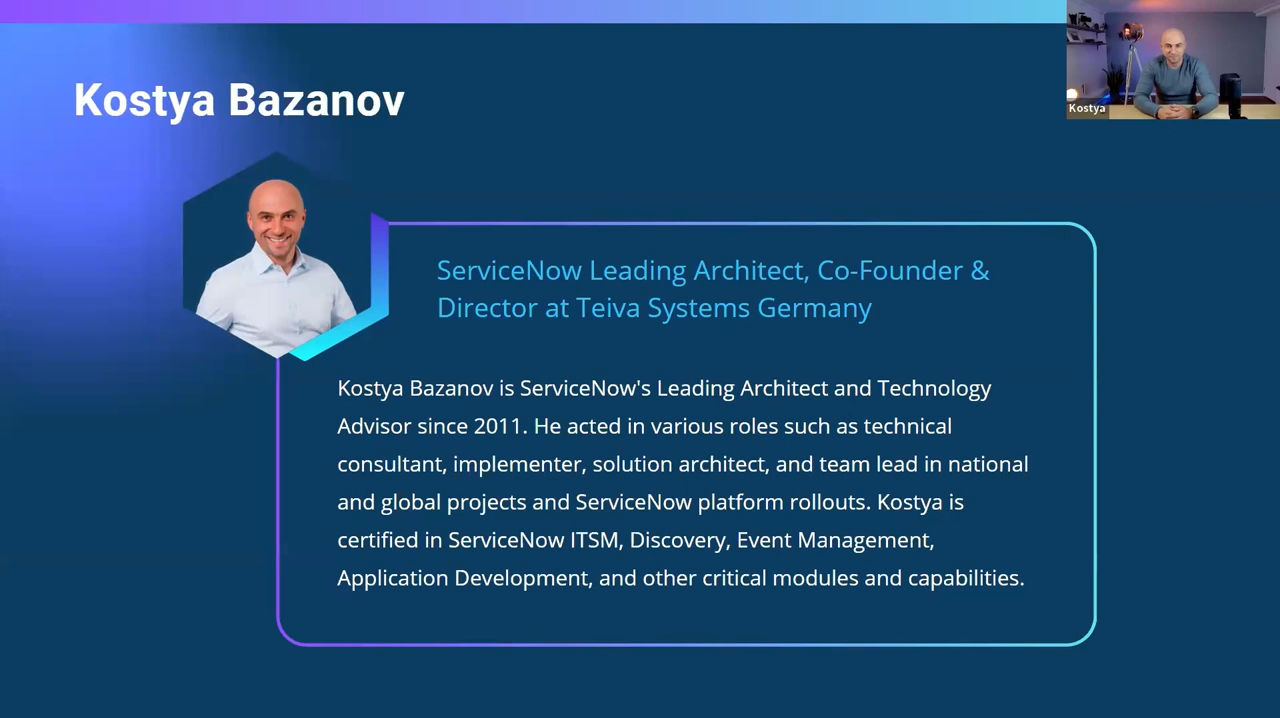 Kostya Bazanov
Kostya
ServiceNow Leading Architect, Co-Founder &
Director at Teiva Systems Germany
Kostya Bazanov is ServiceNow's Leading Architect and Technology
Advisor since 2011. He acted in various roles such as technical
consultant, implementer, solution architect, and team lead in national
and global projects and ServiceNow platform rollouts. Kostya is
certified in ServiceNow ITSM, Discovery, Event Management,
Application Development, and other critical modules and capabilities.